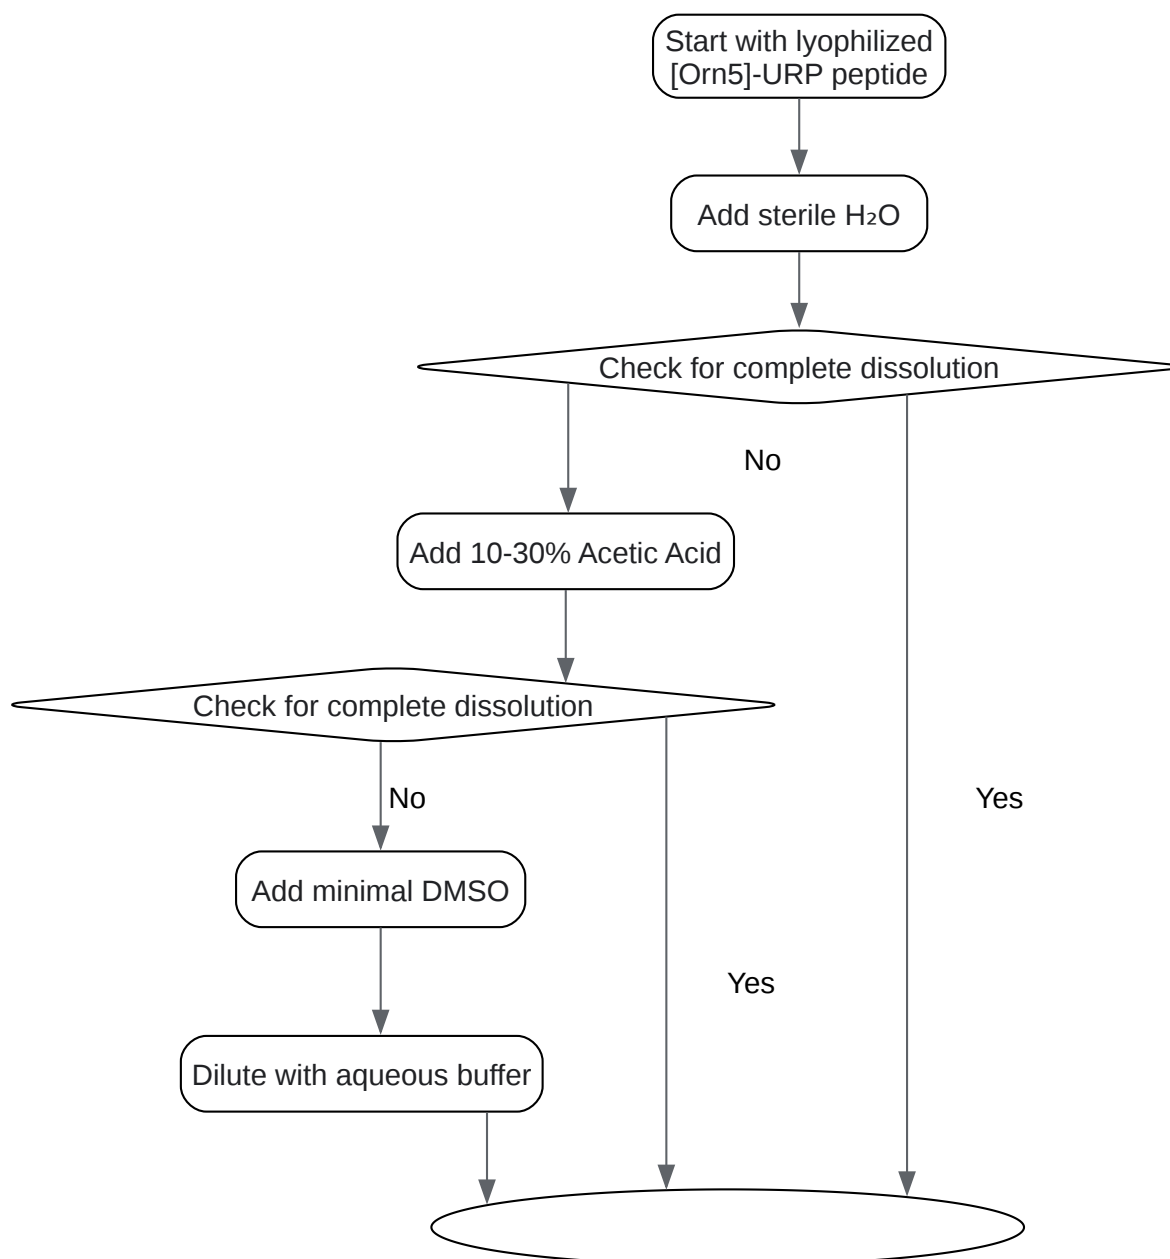 Start with lyophilized
[Orn5]-URP peptide
Add sterile H₂O
Check for complete dissolution
No
Add 10-30% Acetic Acid
Check for complete dissolution
No
Yes
Add minimal DMSO
Yes
Dilute with aqueous buffer